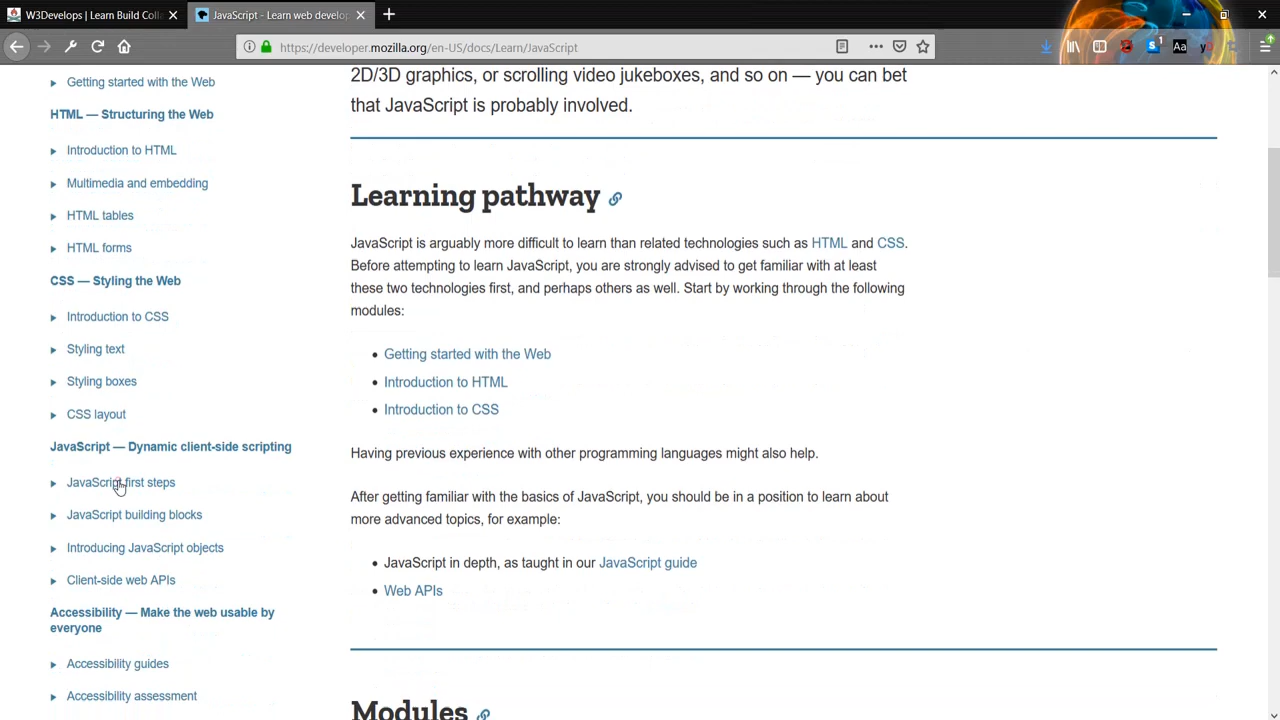 W3Develops | Learn Build Colla
JavaScript - Learn web develop
https://developer.mozilla.org/en-US/docs/Learn/JavaScript
Getting started with the Web
HTML — Structuring the Web
Introduction to HTML
Multimedia and embedding
HTML tables
HTML forms
CSS — Styling the Web
Introduction to CSS
Styling text
Styling boxes
CSS layout
JavaScript — Dynamic client-side scripting
JavaScript first steps
JavaScript building blocks
Introducing JavaScript objects
Client-side web APIs
Accessibility — Make the web usable by
everyone
Accessibility guides
Accessibility assessment
2D/3D graphics, or scrolling video jukeboxes, and so on — you can bet
that JavaScript is probably involved.
Learning pathway
JavaScript is arguably more difficult to learn than related technologies such as HTML and CSS.
Before attempting to learn JavaScript, you are strongly advised to get familiar with at least
these two technologies first, and perhaps others as well. Start by working through the following
modules:
• Getting started with the Web
• Introduction to HTML
• Introduction to CSS
Having previous experience with other programming languages might also help.
After getting familiar with the basics of JavaScript, you should be in a position to learn about
more advanced topics, for example:
• JavaScript in depth, as taught in our JavaScript guide
• Web APIs
Modules